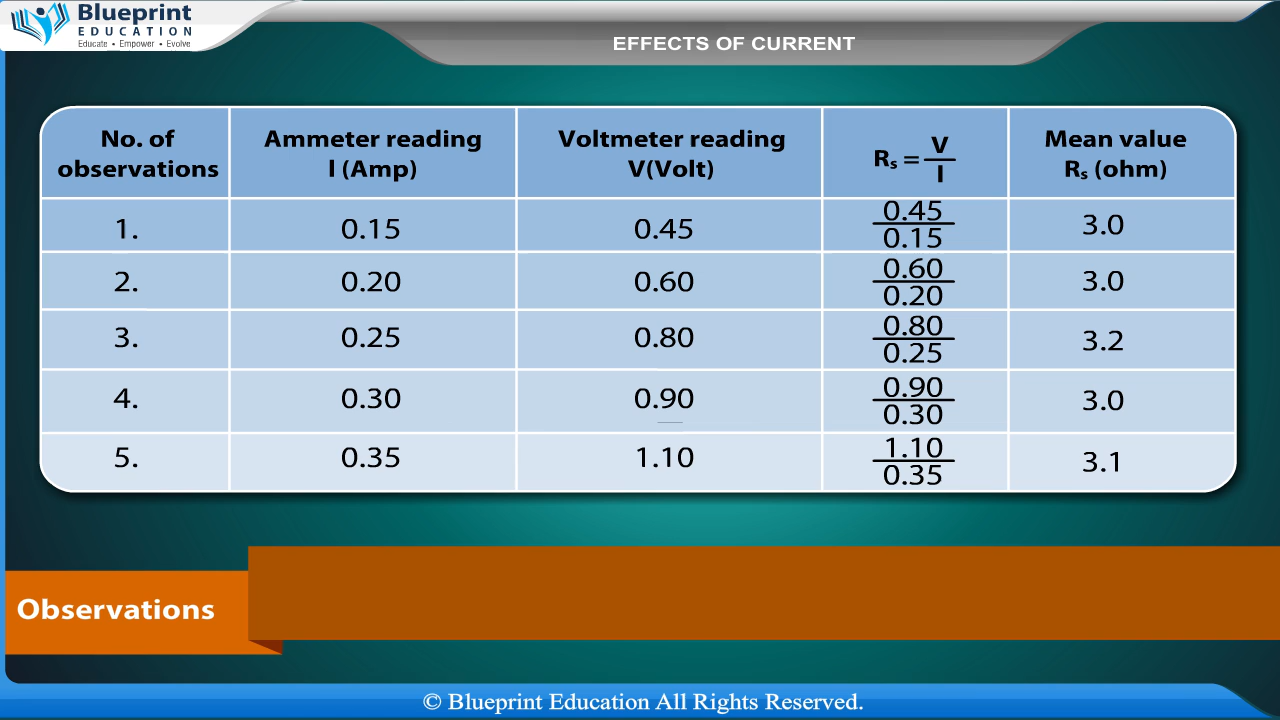 Blueprint
EDUCATION
Educate • Empower • Evolve
EFFECTS OF CURRENT
No. of observations | Ammeter reading I (Amp) | Voltmeter reading V(Volt) | Rs = V/I | Mean value Rs (ohm)
1. | 0.15 | 0.45 | 0.45/0.15 | 3.0
2. | 0.20 | 0.60 | 0.60/0.20 | 3.0
3. | 0.25 | 0.80 | 0.80/0.25 | 3.2
4. | 0.30 | 0.90 | 0.90/0.30 | 3.0
5. | 0.35 | 1.10 | 1.10/0.35 | 3.1
Observations
© Blueprint Education All Rights Reserved.